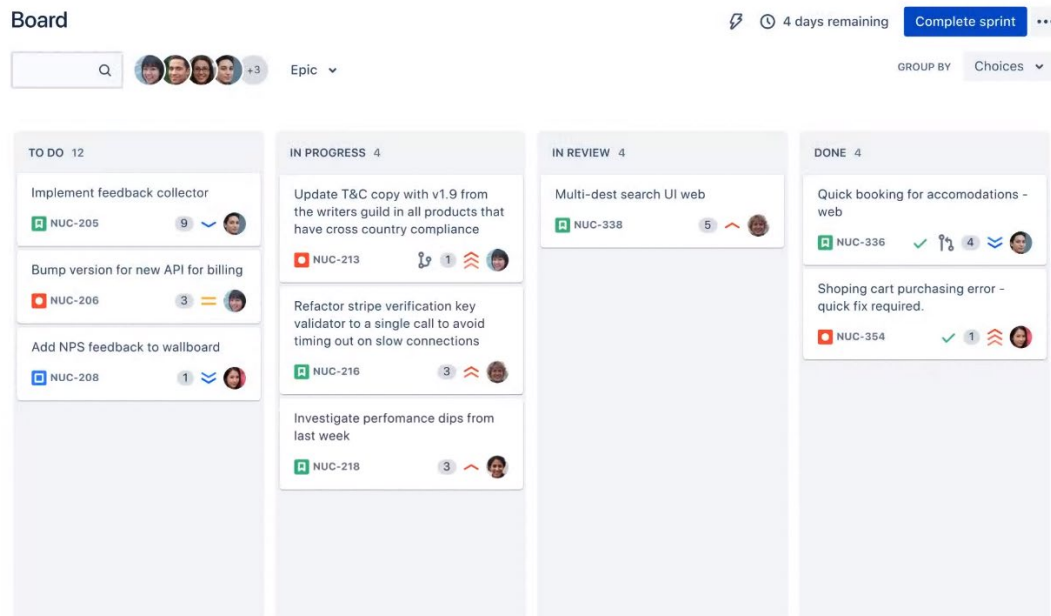 Board
4 days remaining
Complete sprint
+3
Epic
GROUP BY
Choices
TO DO 12
Implement feedback collector
NUC-205
9
Bump version for new API for billing
NUC-206
3
Add NPS feedback to wallboard
NUC-208
1
IN PROGRESS 4
Update T&C copy with v1.9 from
the writers guild in all products that
have cross country compliance
NUC-213
1
Refactor stripe verification key
validator to a single call to avoid
timing out on slow connections
NUC-216
3
Investigate perfomance dips from
last week
NUC-218
3
IN REVIEW 4
Multi-dest search UI web
NUC-338
5
DONE 4
Quick booking for accomodations -
web
NUC-336
4
Shoping cart purchasing error -
quick fix required.
NUC-354
1